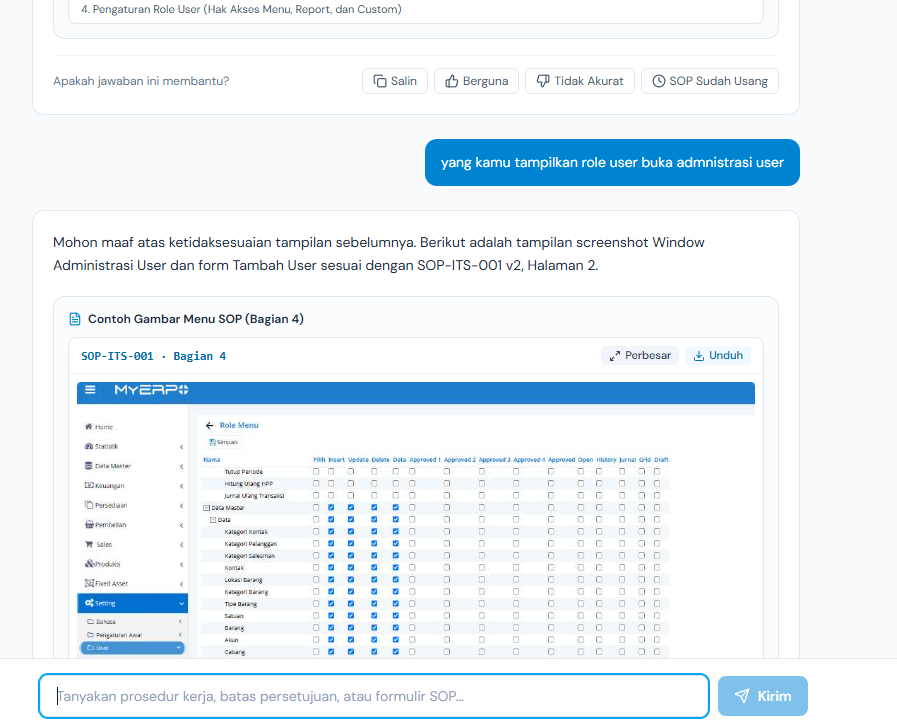 4. Pengaturan Role User (Hak Akses Menu, Report, dan Custom)
Apakah jawaban ini membantu?
Salin
Berguna
Tidak Akurat
SOP Sudah Usang
yang kamu tampilkan role user buka admnistrasi user
Mohon maaf atas ketidaksesuaian tampilan sebelumnya. Berikut adalah tampilan screenshot Window
Administrasi User dan form Tambah User sesuai dengan SOP-ITS-001 v2, Halaman 2.
Contoh Gambar Menu SOP (Bagian 4)
SOP-ITS-001 · Bagian 4
Perbesar
Unduh
MYERP
Home
Statistik
Data Master
Keuangan
Persediaan
Pembelian
Sales
Produksi
Fixed Asset
Setting
Bahasa
Pengaturan Awal
User
Role Menu
Simpan
Nama Pilih Insert Update Delete Data Approved 1 Approved 2 Approved 3 Approved 4 Approved Open History Jurnal Grid Draft
Tutup Periode
Hitung Ulang HPP
Jurnal Ulang Transaksi
Data Master
Data
Kategori Kontak
Kategori Pelanggan
Kategori Salesman
Kontak
Lokasi Barang
Kategori Barang
Tipe Barang
Satuan
Barang
Akun
Cabang
Tanyakan prosedur kerja, batas persetujuan, atau formulir SOP...
Kirim